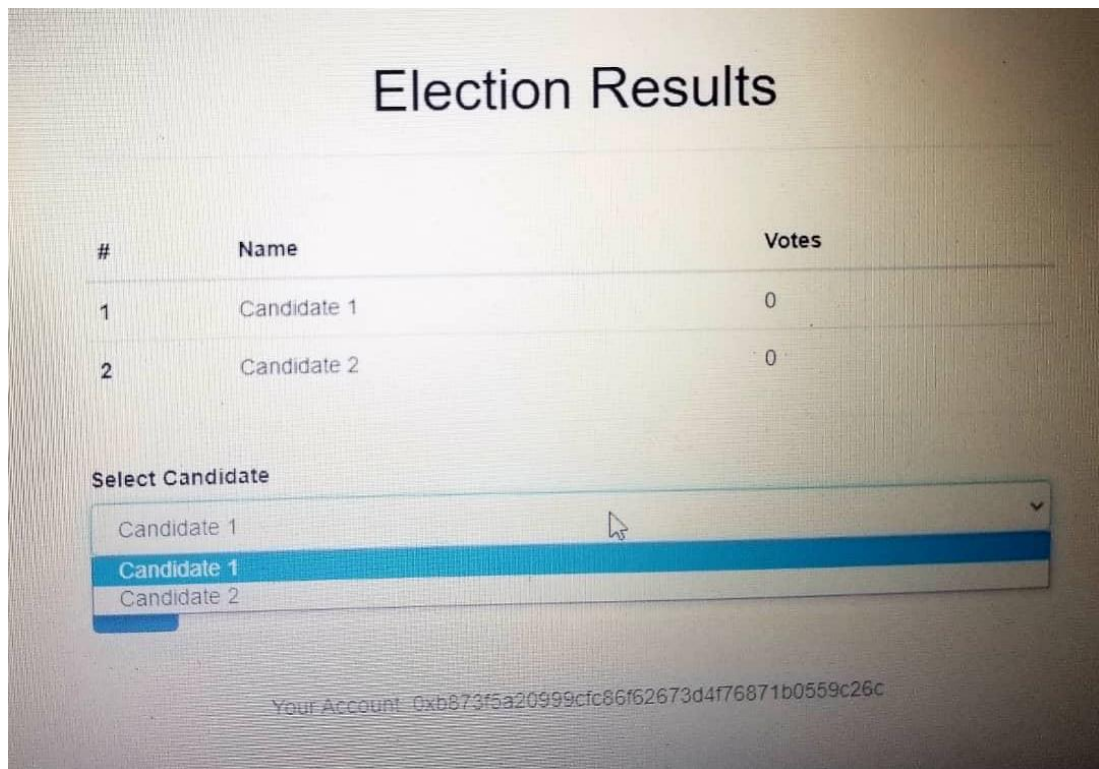 Election Results
# Name Votes
1 Candidate 1 0
2 Candidate 2 0
Select Candidate
Candidate 1
Candidate 1
Candidate 2
Your Account: 0xb873f5a20999cfc86f62673d4f76871b0559c26c